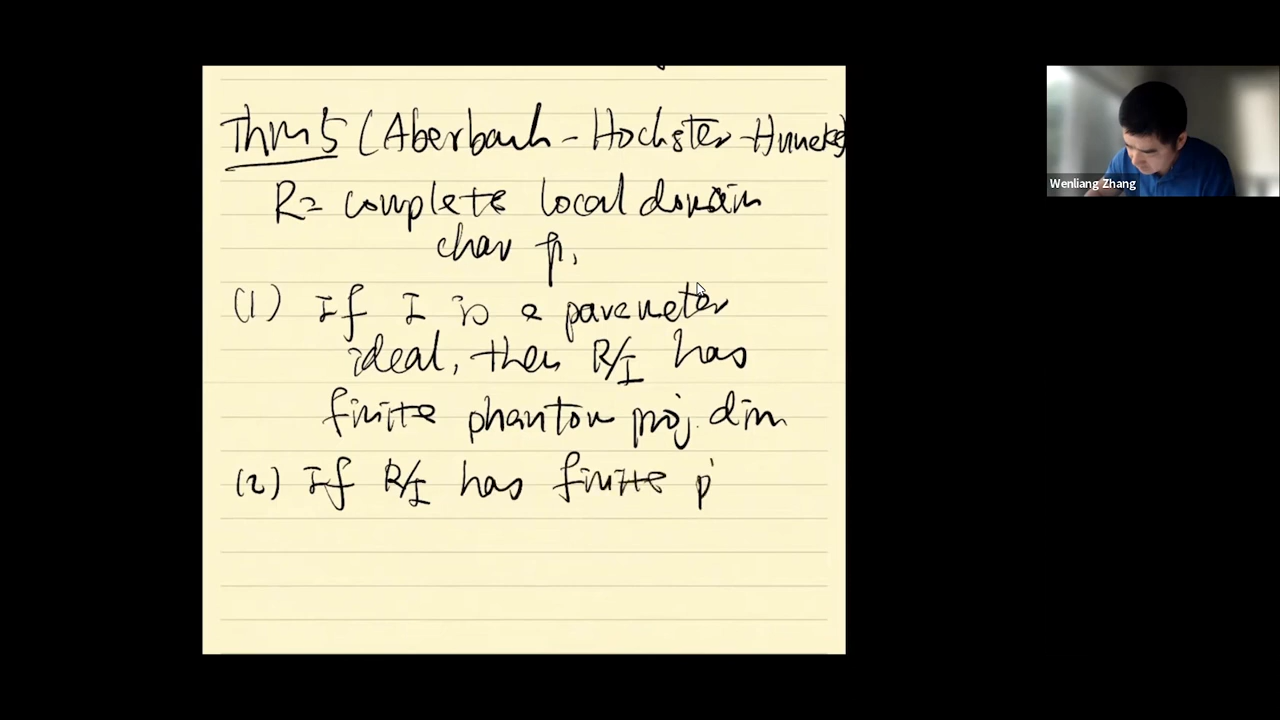 Thm 5 (Aberbach - Hochster - Huneke)
R = complete local domain
char p,
(1) If I is a parameter
ideal, then R/I has
finite phantom proj. dim
(2) If R/I has finite p
Wenliang Zhang